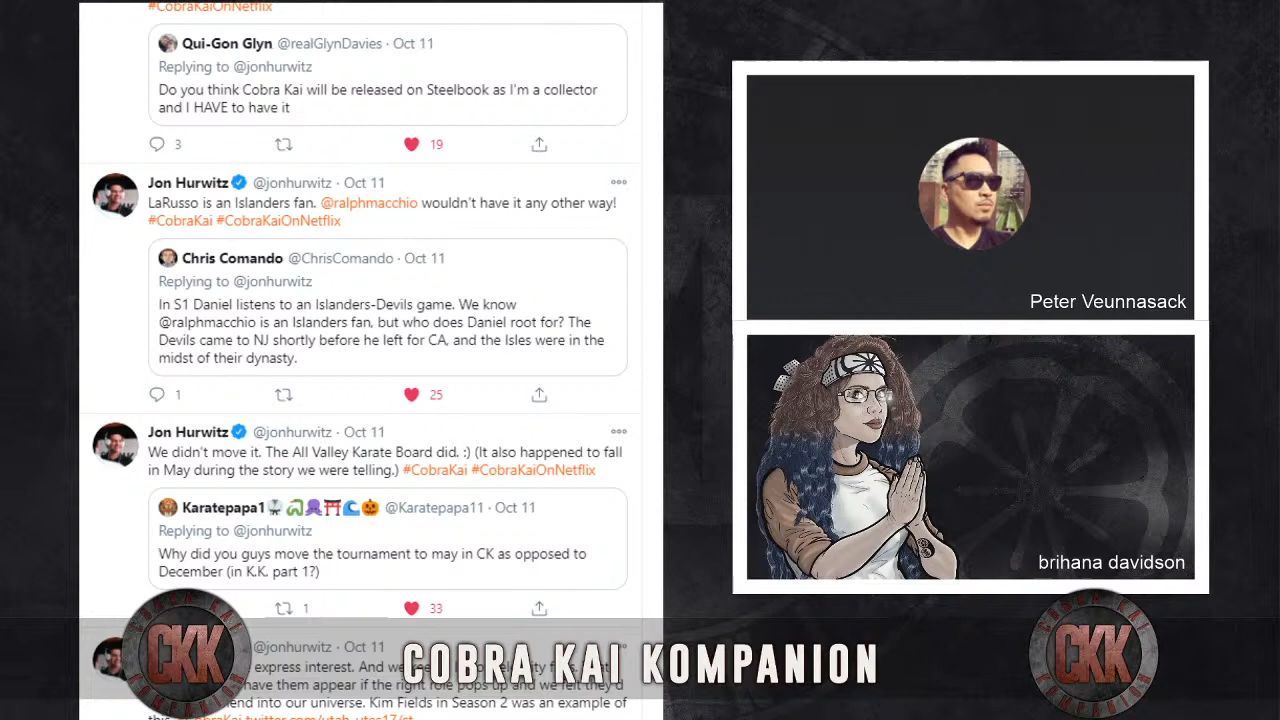 #CobraKaiOnNetflix
Qui-Gon Glyn @realGlynDavies · Oct 11
Replying to @jonhurwitz
Do you think Cobra Kai will be released on Steelbook as I'm a collector
and I HAVE to have it
3 19
Jon Hurwitz @jonhurwitz · Oct 11
LaRusso is an Islanders fan. @ralphmacchio wouldn't have it any other way!
#CobraKai #CobraKaiOnNetflix
Chris Comando @ChrisComando · Oct 11
Replying to @jonhurwitz
In S1 Daniel listens to an Islanders-Devils game. We know
@ralphmacchio is an Islanders fan, but who does Daniel root for? The
Devils came to NJ shortly before he left for CA, and the Isles were in the
midst of their dynasty.
1 25
Jon Hurwitz @jonhurwitz · Oct 11
We didn't move it. The All Valley Karate Board did. :) (It also happened to fall
in May during the story we were telling.) #CobraKai #CobraKaiOnNetflix
Karatepapa1 @Karatepapa11 · Oct 11
Replying to @jonhurwitz
Why did you guys move the tournament to may in CK as opposed to
December (in K.K. part 1?)
1 33
@jonhurwitz · Oct 11
express interest. And we
have them appear if the right role pops up and we felt they'd
end into our universe. Kim Fields in Season 2 was an example of
Peter Veunnasack
brihana davidson
CKK
COBRA KAI KOMPANION
COBRA KAI
CKK
KOMPANION